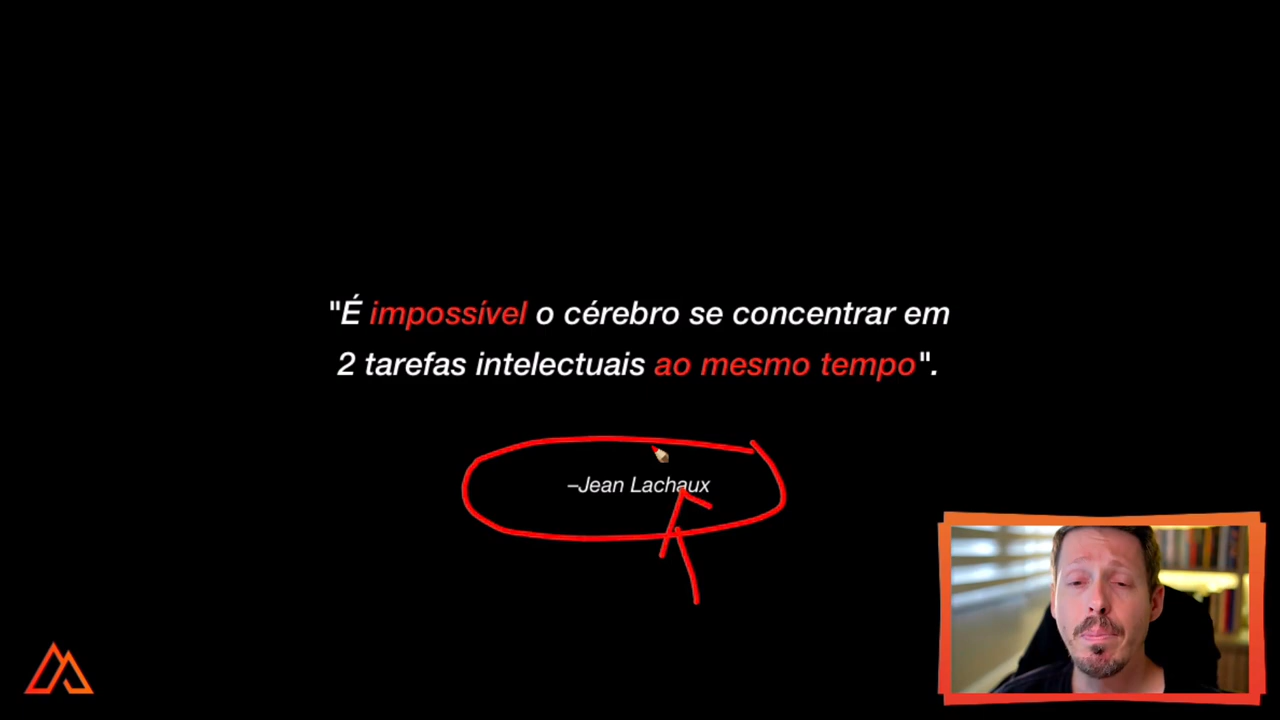 "É impossível o cérebro se concentrar em
2 tarefas intelectuais ao mesmo tempo".
–Jean Lachaux